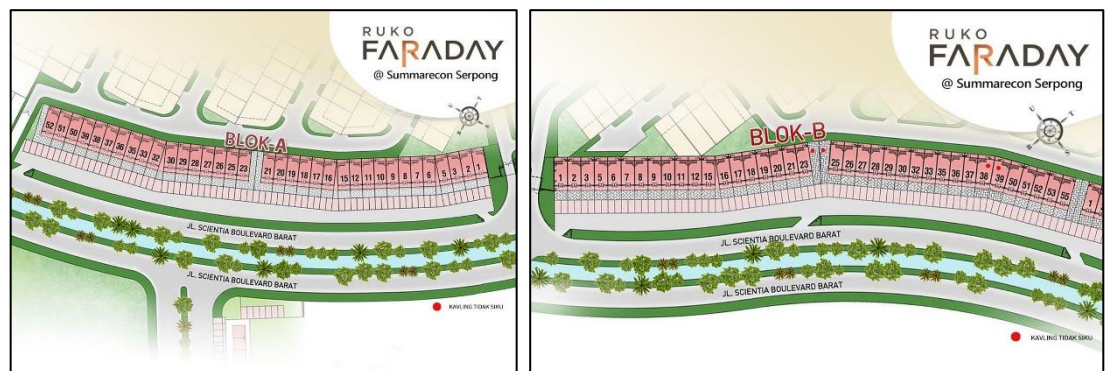 RUKO
FARADAY
@ Summarecon Serpong
BLOK-A
52 51 50 39 38 37 36 35 33 32 30 29 28 27 26 25 23 21 20 19 18 17 16 15 12 11 10 9 8 7 6 5 3 2 1
JL. SCIENTIA BOULEVARD BARAT
JL. SCIENTIA BOULEVARD BARAT
KAVLING TIDAK SIKU
RUKO
FARADAY
@ Summarecon Serpong
BLOK-B
1 2 3 5 6 7 8 9 10 11 12 15 16 17 18 19 20 21 23 25 26 27 28 29 30 32 33 35 36 37 38 39 50 51 52 53 55 1
JL. SCIENTIA BOULEVARD BARAT
JL. SCIENTIA BOULEVARD BARAT
KAVLING TIDAK SIKU